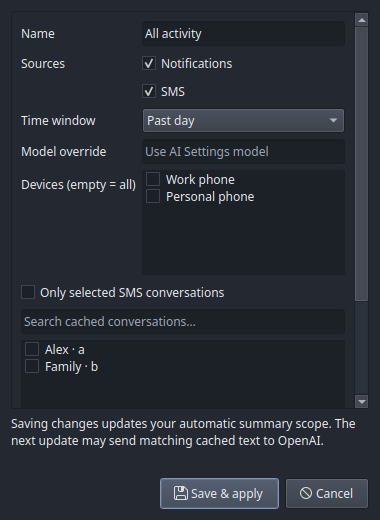 Name
All activity
Sources
Notifications
SMS
Time window
Past day
Model override
Use AI Settings model
Devices (empty = all)
Work phone
Personal phone
Only selected SMS conversations
Search cached conversations...
Alex · a
Family · b
Saving changes updates your automatic summary scope. The
next update may send matching cached text to OpenAI.
Save & apply
Cancel